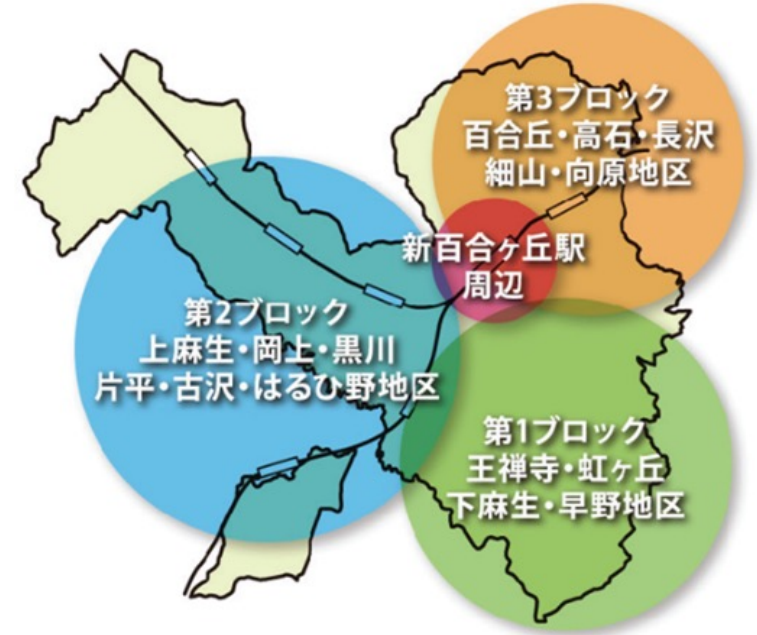 第3ブロック
百合丘・高石・長沢
細山・向原地区
新百合ヶ丘駅
周辺
第2ブロック
上麻生・岡上・黒川
片平・古沢・はるひ野地区
第1ブロック
王禅寺・虹ヶ丘
下麻生・早野地区